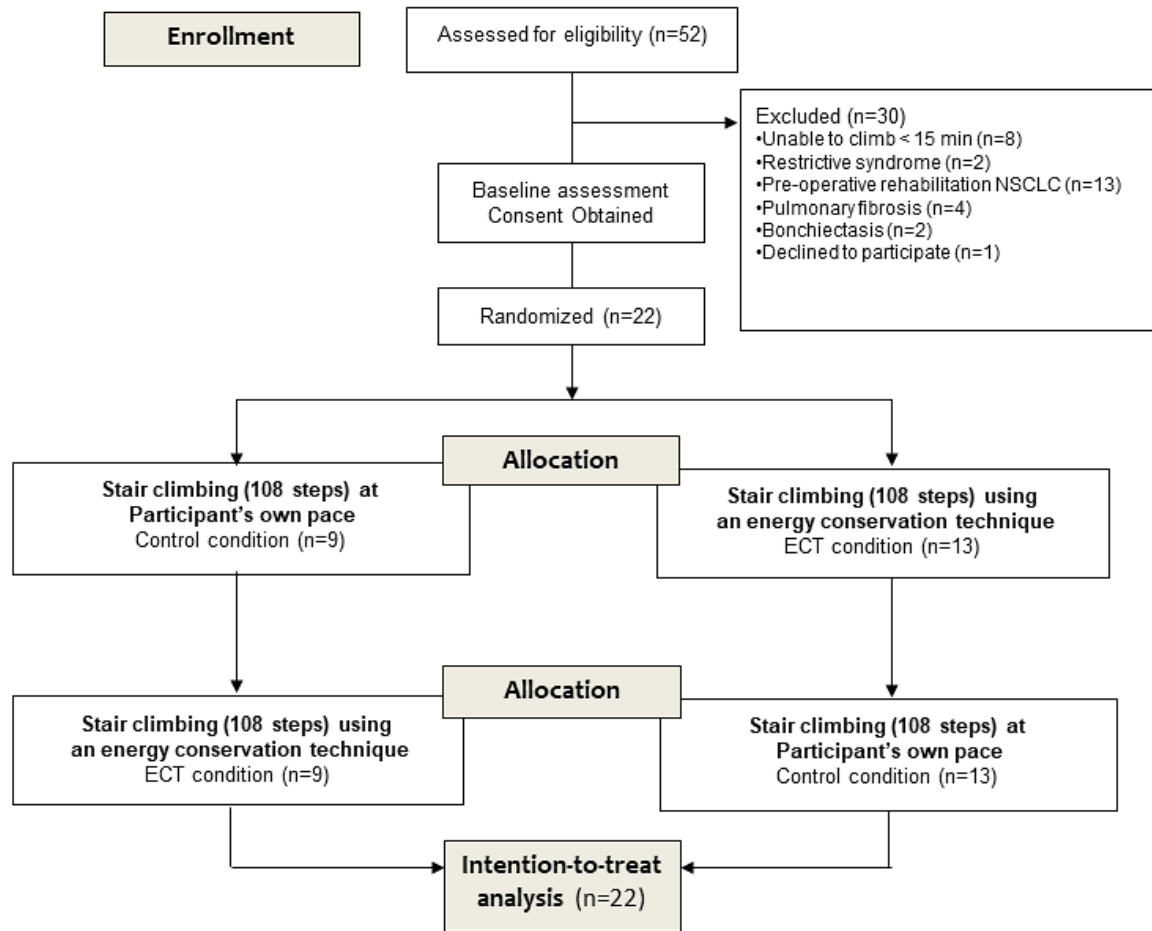 Enrollment
Assessed for eligibility (n=52)
Excluded (n=30)
•Unable to climb < 15 min (n=8)
•Restrictive syndrome (n=2)
•Pre-operative rehabilitation NSCLC (n=13)
•Pulmonary fibrosis (n=4)
•Bonchiectasis (n=2)
•Declined to participate (n=1)
Baseline assessment
Consent Obtained
Randomized (n=22)
Allocation
Stair climbing (108 steps) at
Participant's own pace
Control condition (n=9)
Stair climbing (108 steps) using
an energy conservation technique
ECT condition (n=13)
Allocation
Stair climbing (108 steps) using
an energy conservation technique
ECT condition (n=9)
Stair climbing (108 steps) at
Participant's own pace
Control condition (n=13)
Intention-to-treat
analysis (n=22)